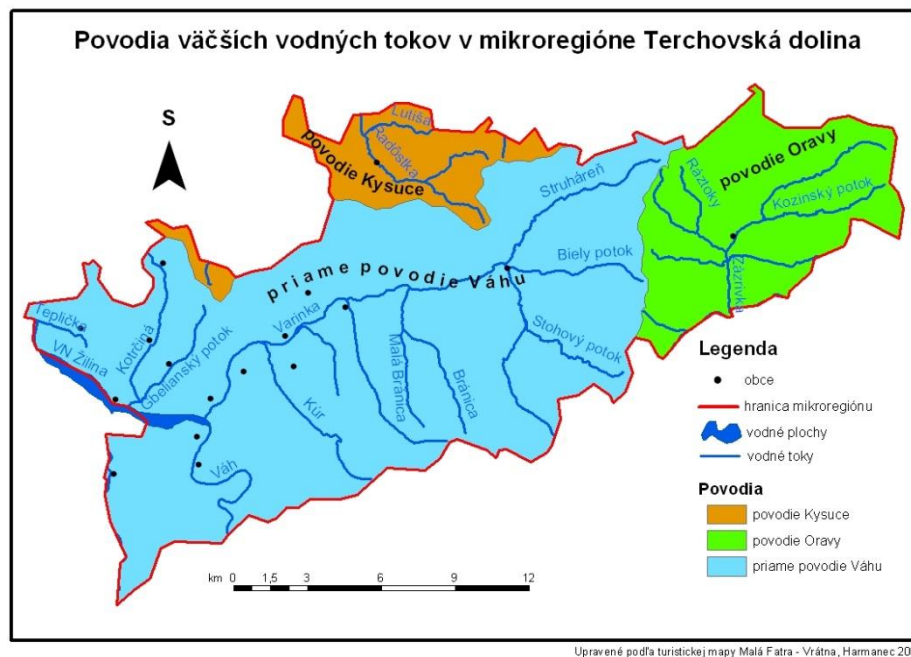 Povodia väčších vodných tokov v mikroregióne Terchovská dolina
S
Lutiša
Radôstka
povodie Kysuce
povodie Oravy
Ráztoky
Kozinský potok
Struháreň
Biely potok
Zázrivka
priame povodie Váhu
Stohový potok
Teplička
VN Žilina
Kotrčina
Gbeliansky potok
Varínka
Malá Bránica
Bránica
Kúr
Váh
Legenda
obce
hranica mikroregiónu
vodné plochy
vodné toky
Povodia
povodie Kysuce
povodie Oravy
priame povodie Váhu
km 0 1,5 3 6 9 12
Upravené podľa turistickej mapy Malá Fatra - Vrátna, Harmanec 20